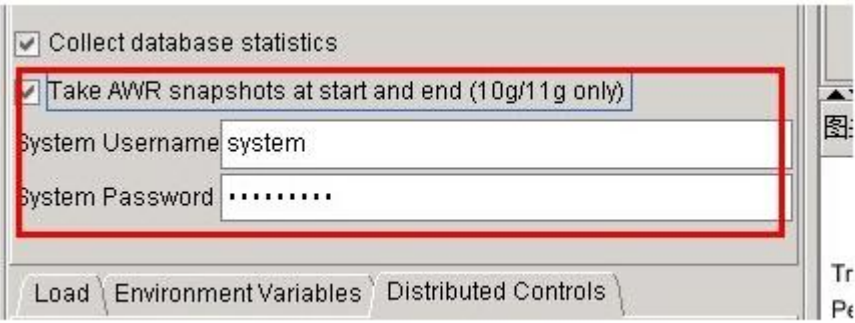 Collect database statistics
Take AWR snapshots at start and end (10g/11g only)
System Username system
System Password ·········
Load Environment Variables Distributed Controls
图
Tr
Pe